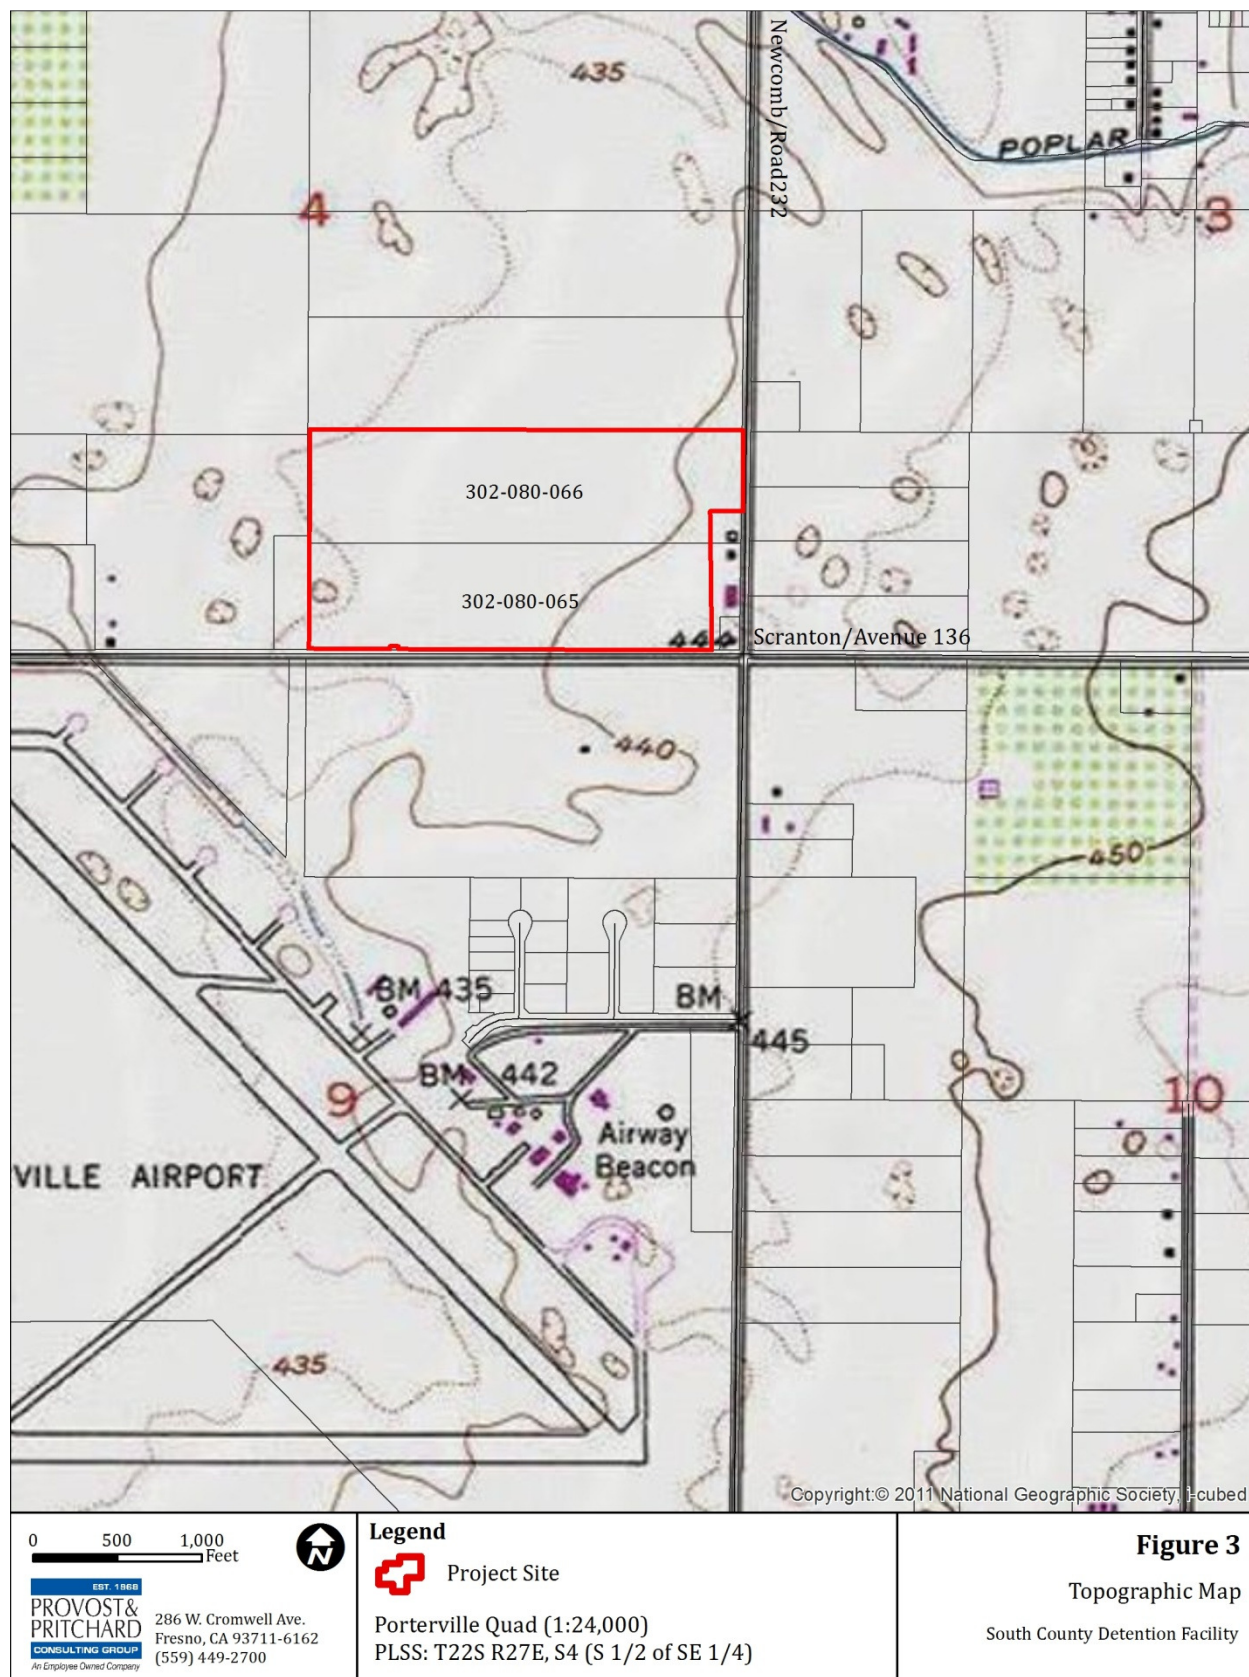 435
Newcomb/Road232
POPLAR
4
3
302-080-066
302-080-065
444
Scranton/Avenue 136
440
450
BM 435
BM
445
BM 442
9
10
Airway
Beacon
VILLE AIRPORT
435
Copyright:© 2011 National Geographic Society, i-cubed
0 500 1,000
Feet
N
EST. 1968
PROVOST&
PRITCHARD
CONSULTING GROUP
An Employee Owned Company
286 W. Cromwell Ave.
Fresno, CA 93711-6162
(559) 449-2700
Legend
Project Site
Porterville Quad (1:24,000)
PLSS: T22S R27E, S4 (S 1/2 of SE 1/4)
Figure 3
Topographic Map
South County Detention Facility